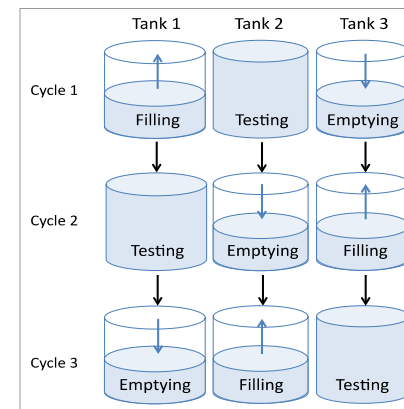 Tank 1 Tank 2 Tank 3
Cycle 1
Filling Testing Emptying
Cycle 2
Testing Emptying Filling
Cycle 3
Emptying Filling Testing